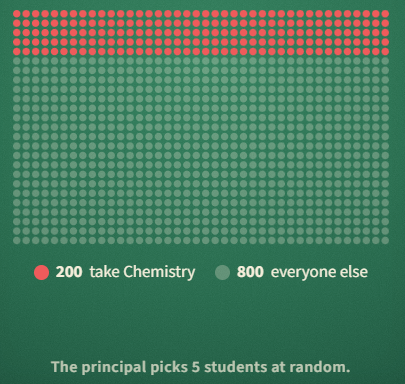 200 take Chemistry 800 everyone else
The principal picks 5 students at random.